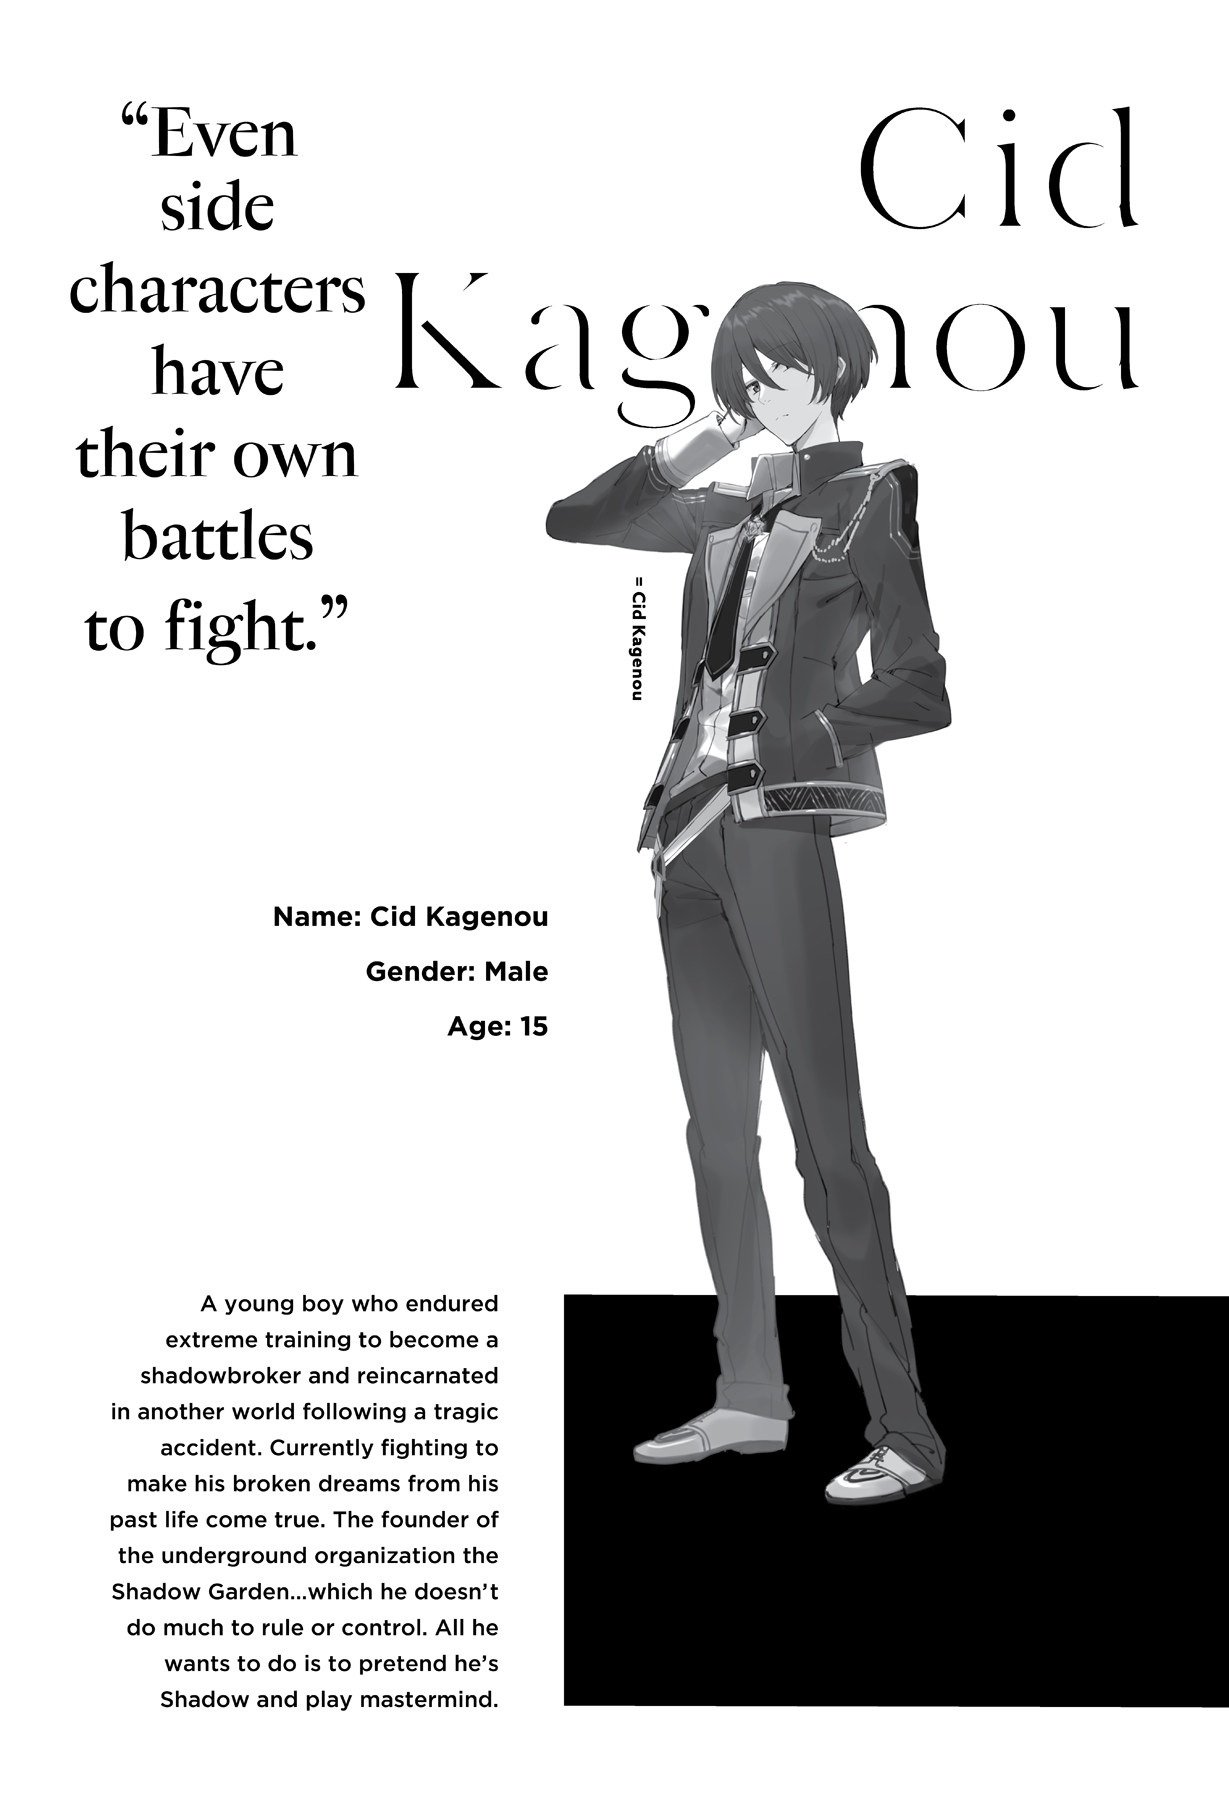 “Even
side
characters
have
their own
battles
to fight.”
Cid
Kagenou
= Cid Kagenou
Name: Cid Kagenou
Gender: Male
Age: 15
A young boy who endured
extreme training to become a
shadowbroker and reincarnated
in another world following a tragic
accident. Currently fighting to
make his broken dreams from his
past life come true. The founder of
the underground organization the
Shadow Garden...which he doesn’t
do much to rule or control. All he
wants to do is to pretend he’s
Shadow and play mastermind.